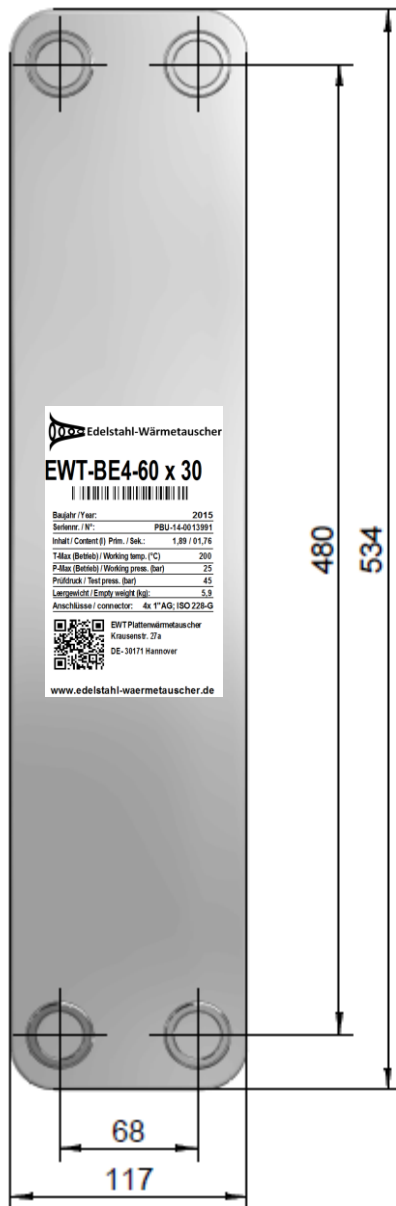 Edelstahl-Wärmetauscher
EWT-BE4-60 x 30
Baujahr / Year: 2015
Seriennr. / N°: PBU-14-0013991
Inhalt / Content (l) Prim. / Sek.: 1,89 / 01,76
T-Max (Betrieb) / Working temp. (°C) 200
P-Max (Betrieb) / Working press. (bar) 25
Prüfdruck / Test press. (bar) 45
Leergewicht / Empty weight (kg): 5,9
Anschlüsse / connector: 4x 1"AG; ISO 228-G
EWT Plattenwärmetauscher
Krausenstr. 27a
DE- 30171 Hannover
www.edelstahl-waermetauscher.de
480
534
68
117